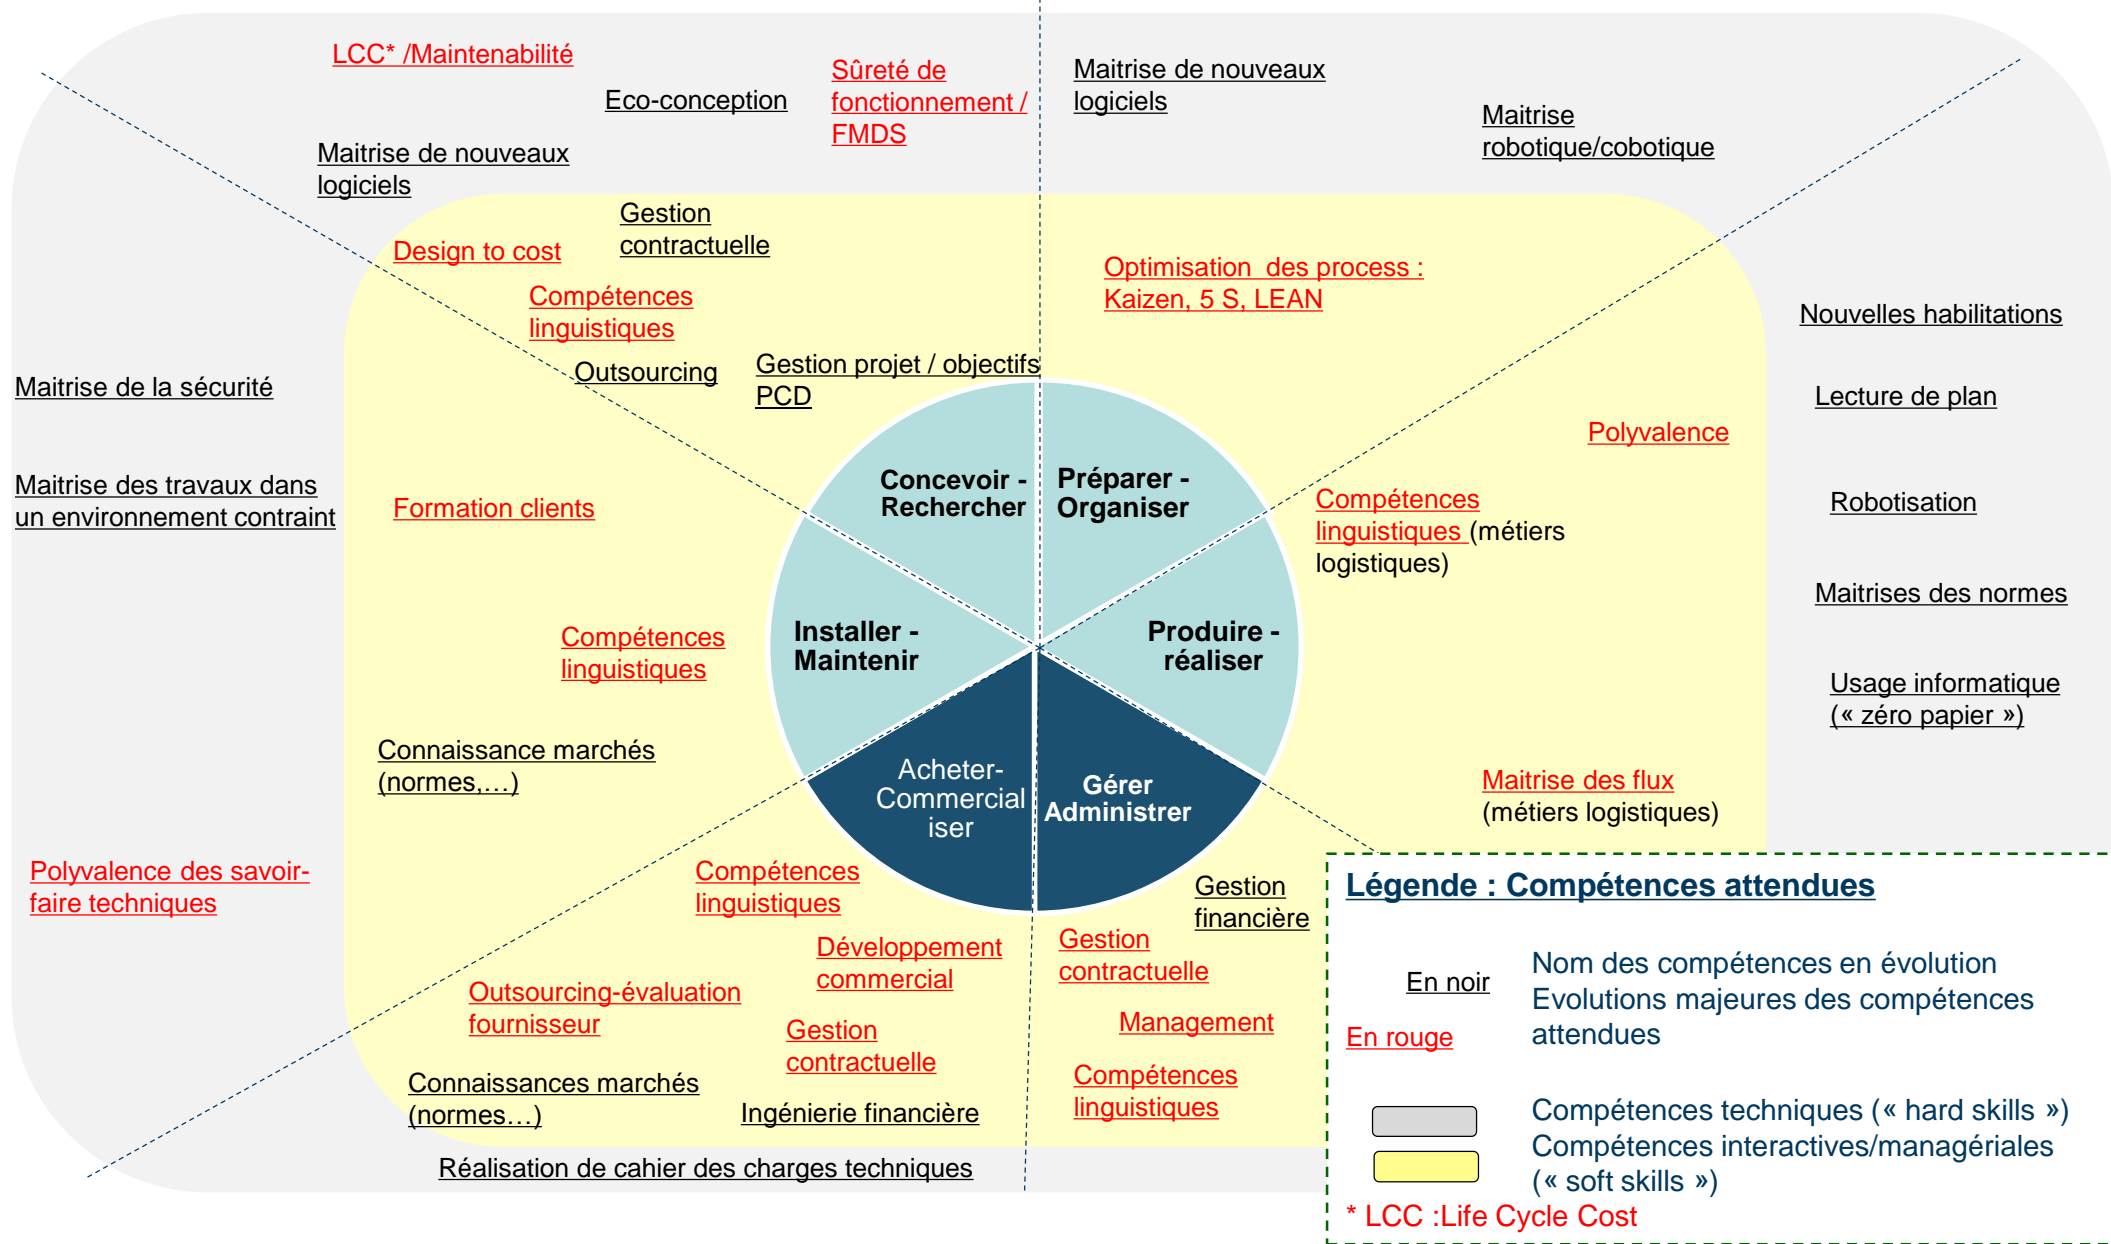 LCC* /Maintenabilité
Eco-conception
Sûreté de
fonctionnement /
FMDS
Maitrise de nouveaux
logiciels
Maitrise de nouveaux
logiciels
Maitrise
robotique/cobotique
Gestion
contractuelle
Design to cost
Compétences
linguistiques
Outsourcing
Gestion projet / objectifs
PCD
Optimisation  des process :
Kaizen, 5 S, LEAN
Nouvelles habilitations
Lecture de plan
Polyvalence
Compétences
linguistiques (métiers
logistiques)
Robotisation
Maitrises des normes
Usage informatique
(« zéro papier »)
Maitrise des flux
(métiers logistiques)
Maitrise de la sécurité
Maitrise des travaux dans
un environnement contraint
Formation clients
Compétences
linguistiques
Connaissance marchés
(normes,…)
Polyvalence des savoir-
faire techniques
Concevoir -
Rechercher
Préparer -
Organiser
Installer -
Maintenir
Produire -
réaliser
Acheter-
Commercial
iser
Gérer
Administrer
Compétences
linguistiques
Développement
commercial
Outsourcing-évaluation
fournisseur
Gestion
contractuelle
Connaissances marchés
(normes…)
Ingénierie financière
Réalisation de cahier des charges techniques
Gestion
financière
Gestion
contractuelle
Management
Compétences
linguistiques
Légende : Compétences attendues
En noir
Nom des compétences en évolution
En rouge
Evolutions majeures des compétences
attendues
Compétences techniques (« hard skills »)
Compétences interactives/managériales
(« soft skills »)
* LCC :Life Cycle Cost